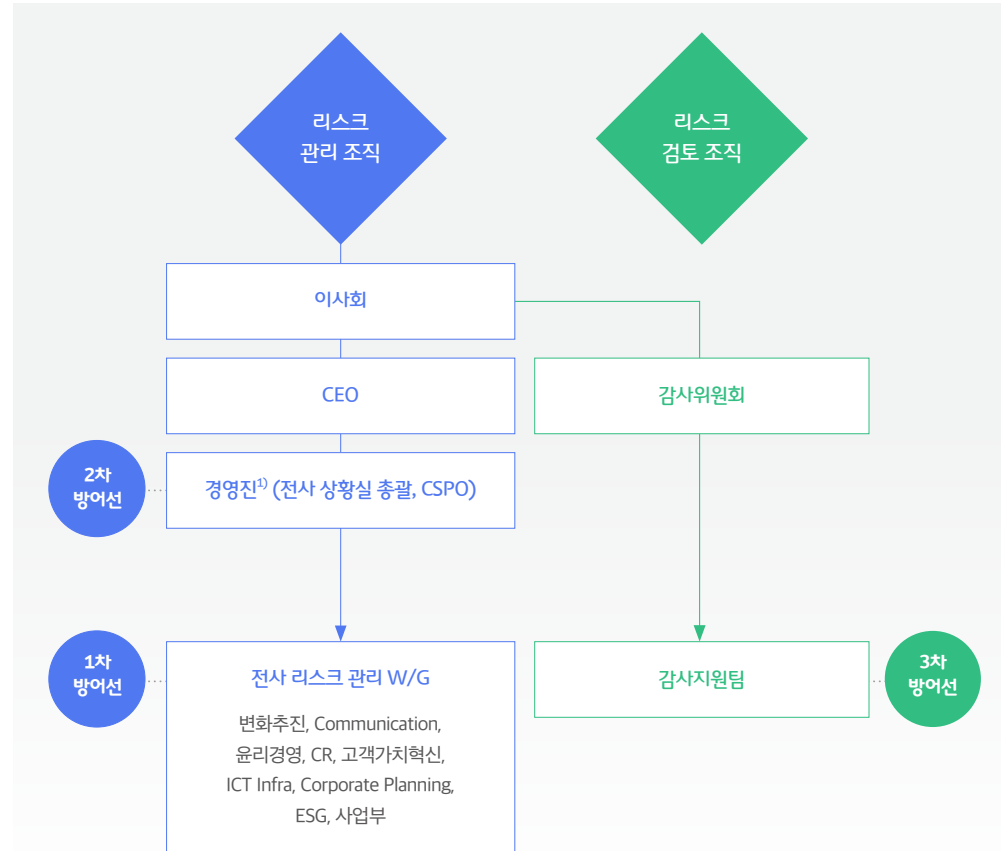 리스크
관리 조직
리스크
검토 조직
이사회
CEO
감사위원회
2차
방어선
경영진1) (전사 상황실 총괄, CSPO)
1차
방어선
전사 리스크 관리 W/G
변화추진, Communication,
윤리경영, CR, 고객가치혁신,
ICT Infra, Corporate Planning,
ESG, 사업부
감사지원팀
3차
방어선